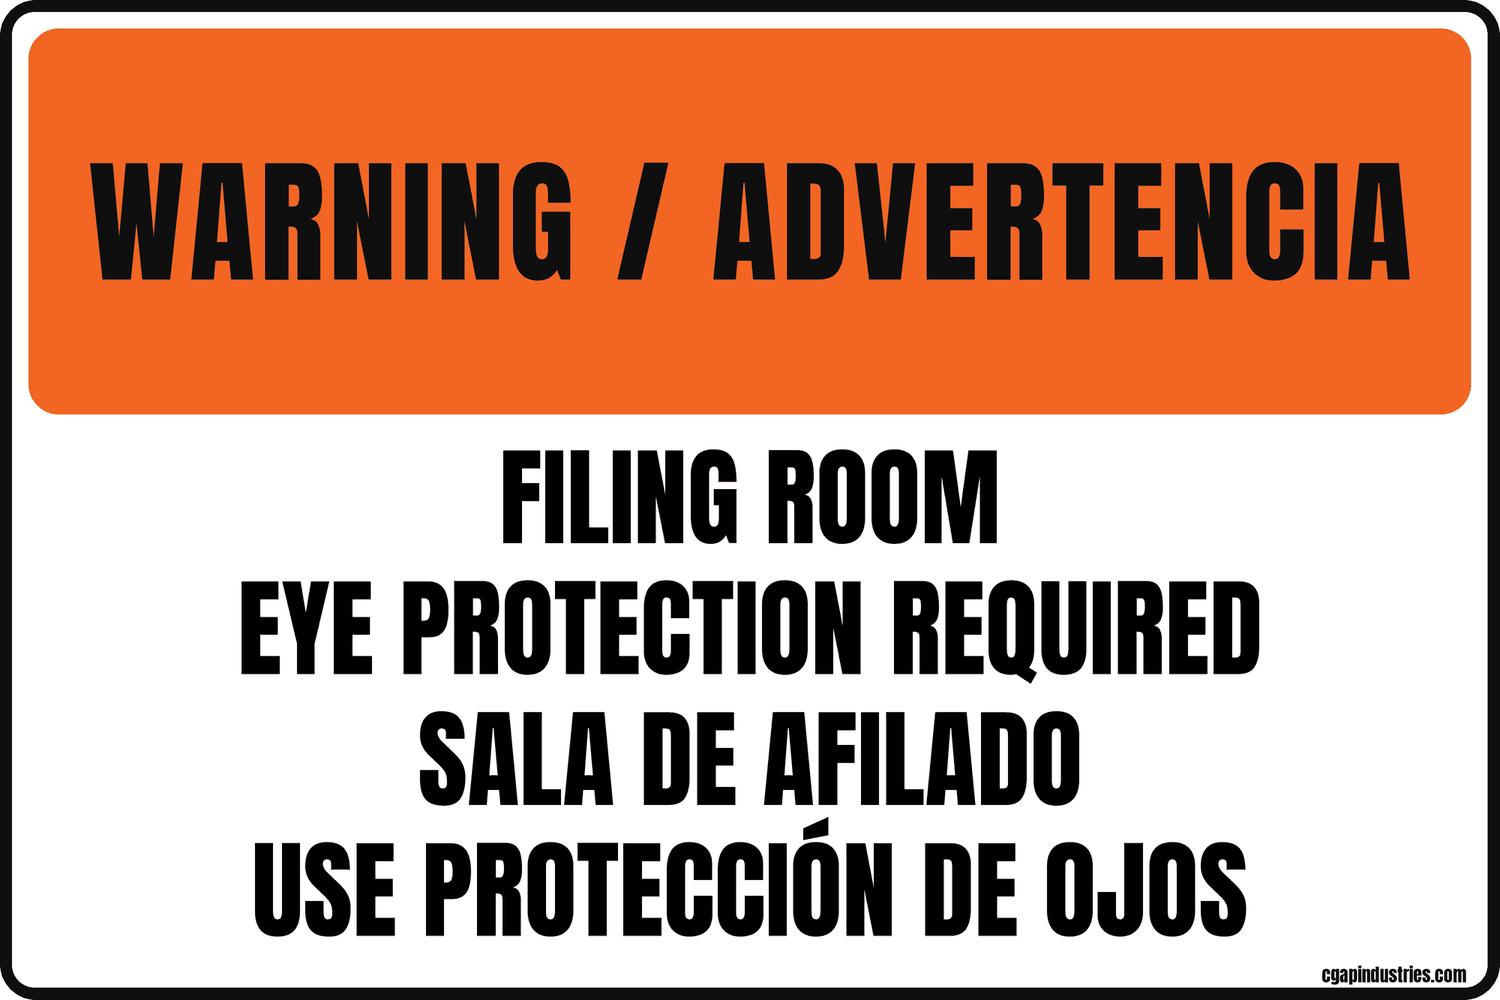 WARNING / ADVERTENCIA
FILING ROOM
EYE PROTECTION REQUIRED
SALA DE AFILADO
USE PROTECCIÓN DE OJOS
cgapindustries.com